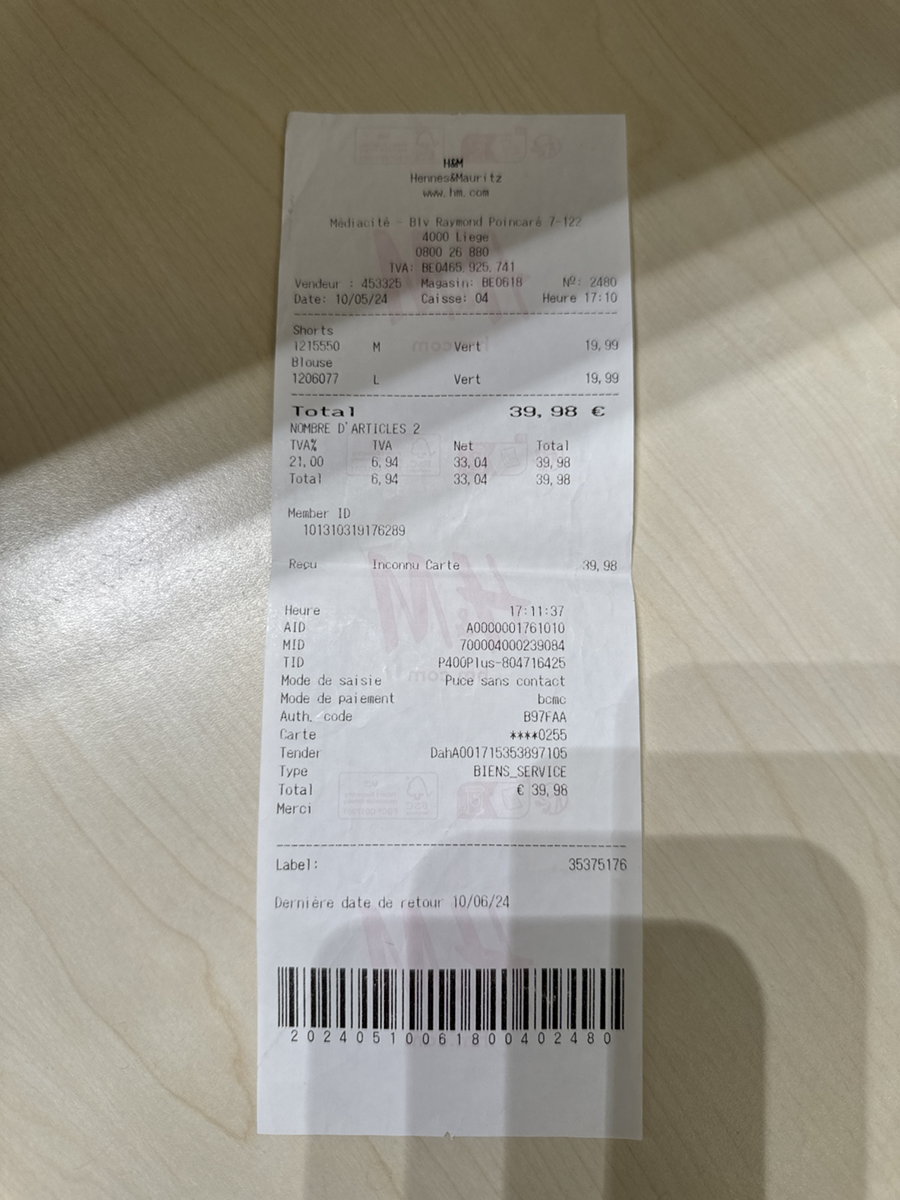 H&M
Hennes&Mauritz
www.hm.com
Médiacité - Blv Raymond Poincaré 7-122
4000 Liege
0800 26 880
TVA: BE0465.925.741
Vendeur : 453325 Magasin: BE0618 Nº: 2480
Date: 10/05/24 Caisse: 04 Heure 17:10
Shorts
1215550 M Vert 19,99
Blouse
1206077 L Vert 19,99
Total 39,98 €
NOMBRE D'ARTICLES 2
TVA% TVA Net Total
21,00 6,94 33,04 39,98
Total 6,94 33,04 39,98
Member ID
101310319176289
Reçu Inconnu Carte 39,98
Heure 17:11:37
AID A0000001761010
MID 700004000239084
TID P400Plus-804716425
Mode de saisie Puce sans contact
Mode de paiement bcmc
Auth. code B97FAA
Carte ****0255
Tender DahA001715353897105
Type BIENS_SERVICE
Total € 39,98
Merci
Label: 35375176
Dernière date de retour 10/06/24
20240510061800402480